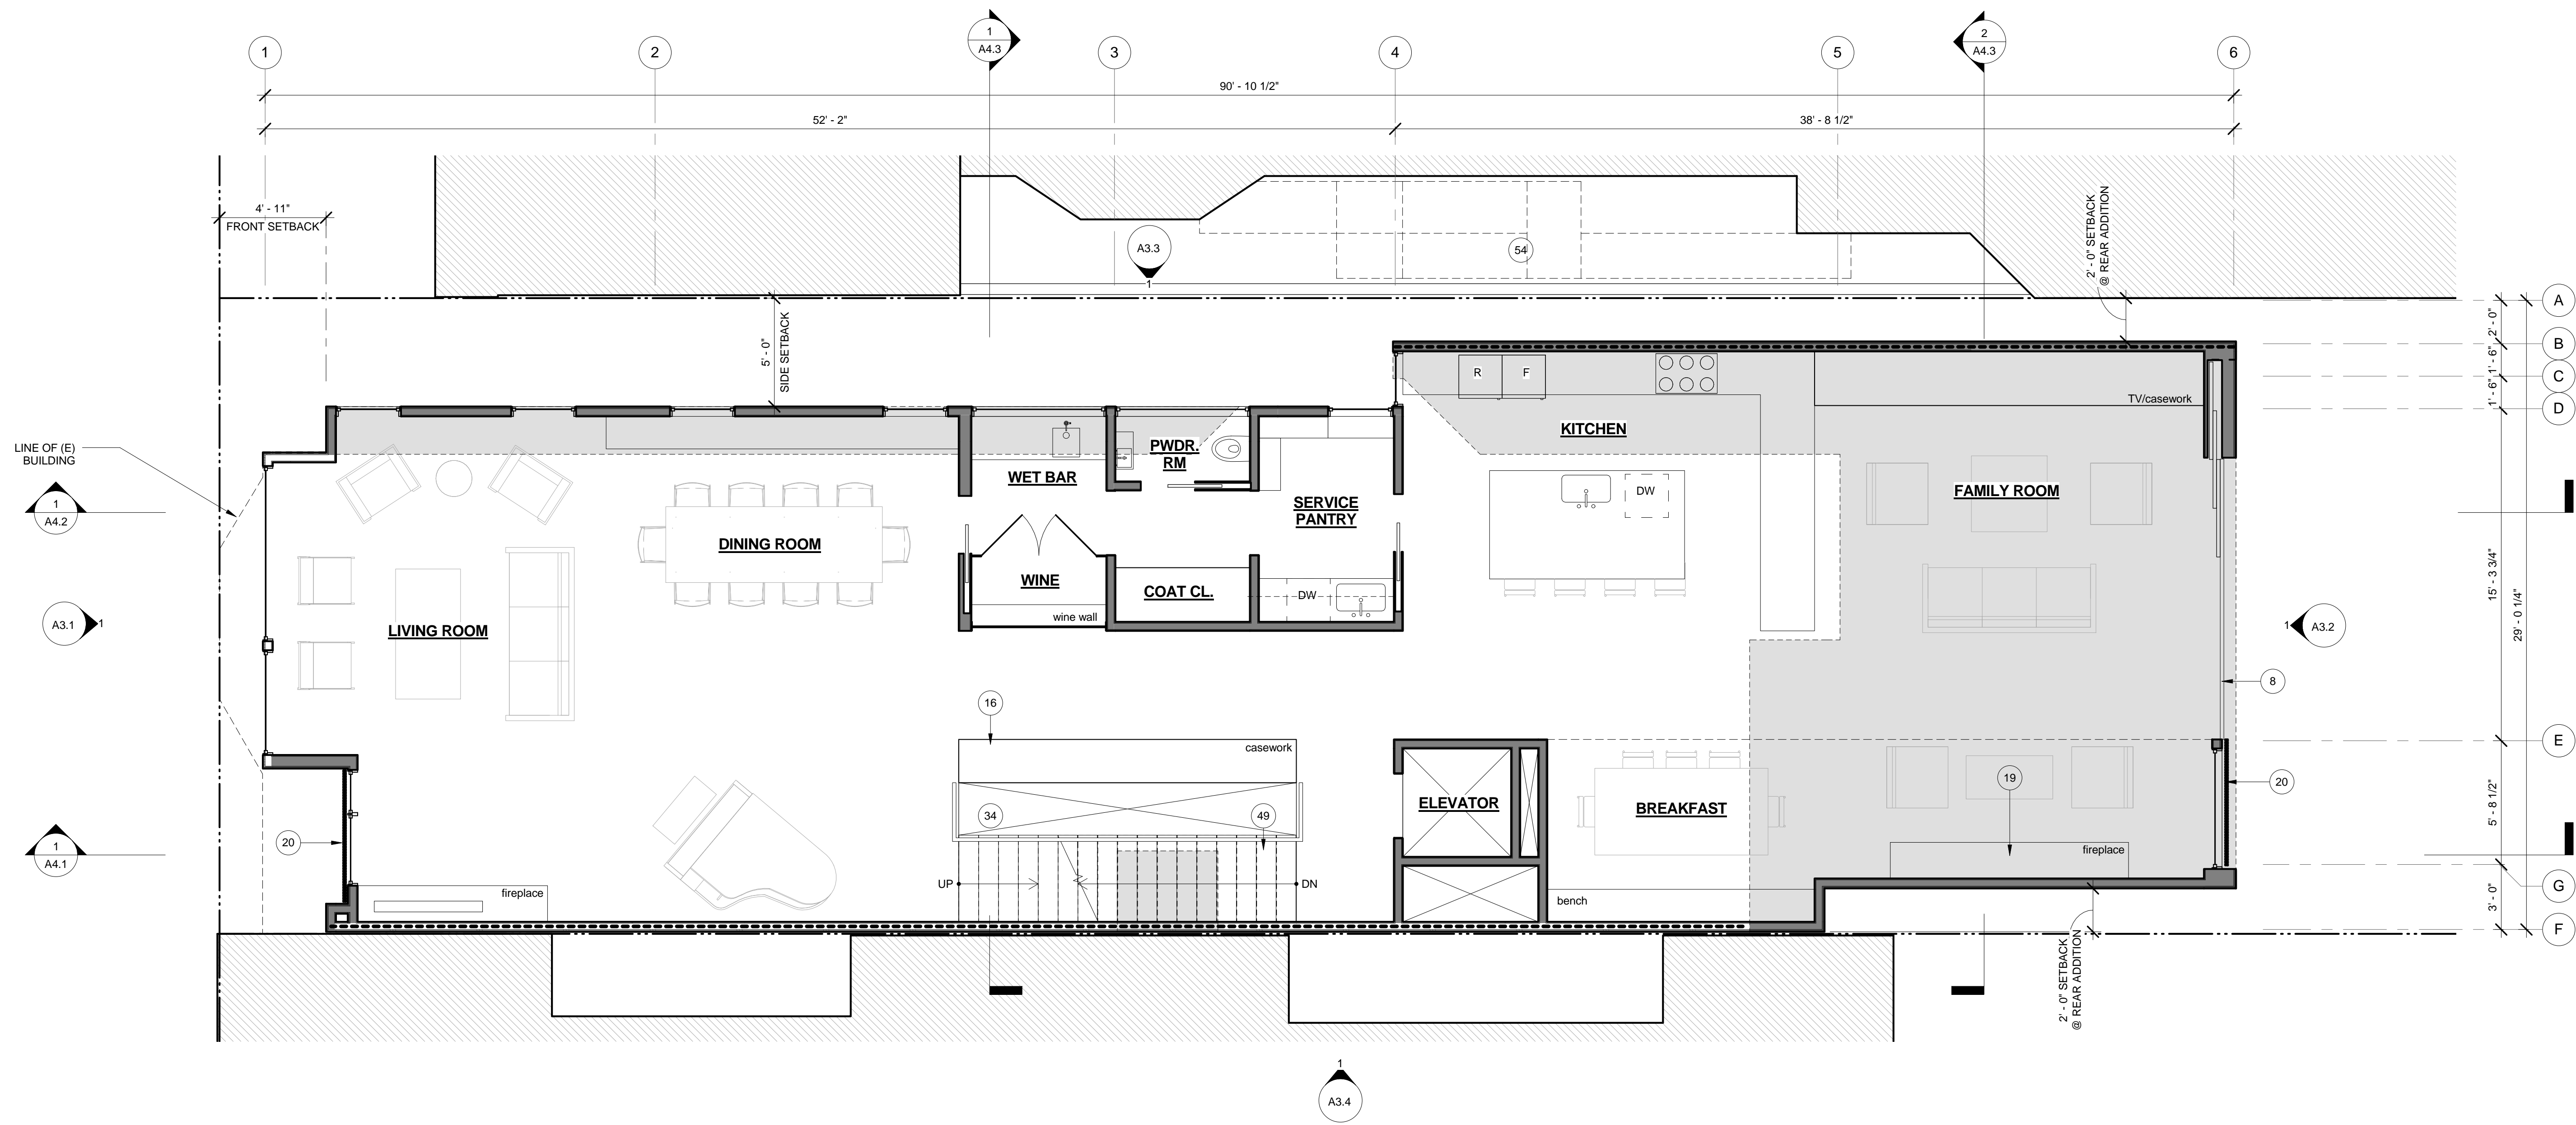 1
2
1
A4.3
3
4
5
2
A4.3
6
90' - 10 1/2"
52' - 2"
38' - 8 1/2"
4' - 11"
FRONT SETBACK
A3.3
1
54
2' - 0" SETBACK
@ REAR ADDITION
5' - 0"
SIDE SETBACK
A
B
C
D
E
G
F
2' - 0"
1' - 6"
1' - 6"
15' - 3 3/4"
29' - 0 1/4"
5' - 8 1/2"
3' - 0"
LINE OF (E)
BUILDING
1
A4.2
A3.1
1
1
A4.1
R
F
TV/casework
KITCHEN
PWDR.
RM
WET BAR
SERVICE
PANTRY
DW
FAMILY ROOM
DINING ROOM
WINE
COAT CL.
DW
wine wall
LIVING ROOM
1
A3.2
8
16
casework
34
49
ELEVATOR
BREAKFAST
19
20
20
fireplace
UP
DN
fireplace
bench
2' - 0" SETBACK
@ REAR ADDITION
1
A3.4